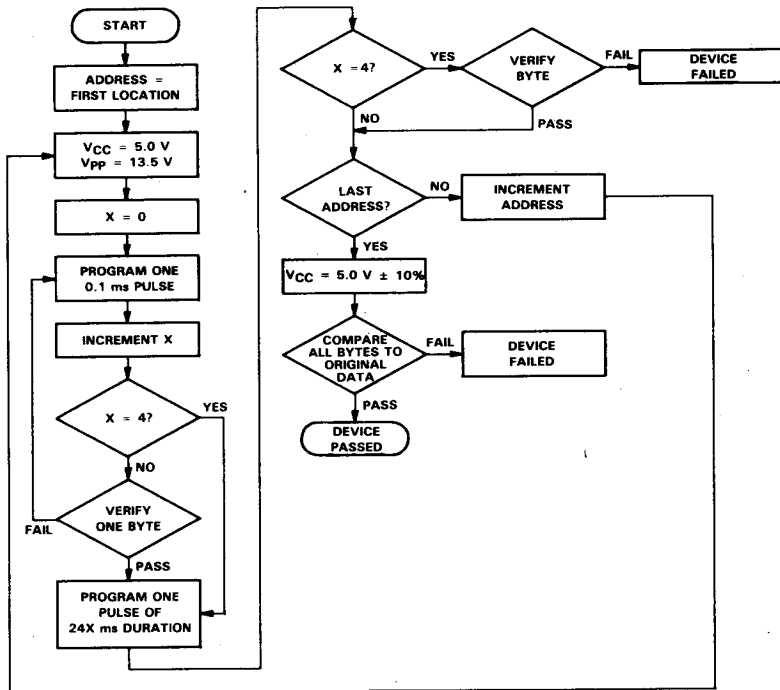 START
ADDRESS =
FIRST LOCATION
VCC = 5.0 V
VPP = 13.5 V
X = 0
PROGRAM ONE
0.1 ms PULSE
INCREMENT X
X = 4?
YES
NO
VERIFY
ONE BYTE
FAIL
PASS
PROGRAM ONE
PULSE OF
24X ms DURATION
X = 4?
YES
NO
VERIFY
BYTE
FAIL
PASS
DEVICE
FAILED
LAST
ADDRESS?
NO
INCREMENT
ADDRESS
YES
VCC = 5.0 V ± 10%
COMPARE
ALL BYTES TO
ORIGINAL
DATA
FAIL
DEVICE
FAILED
PASS
DEVICE
PASSED